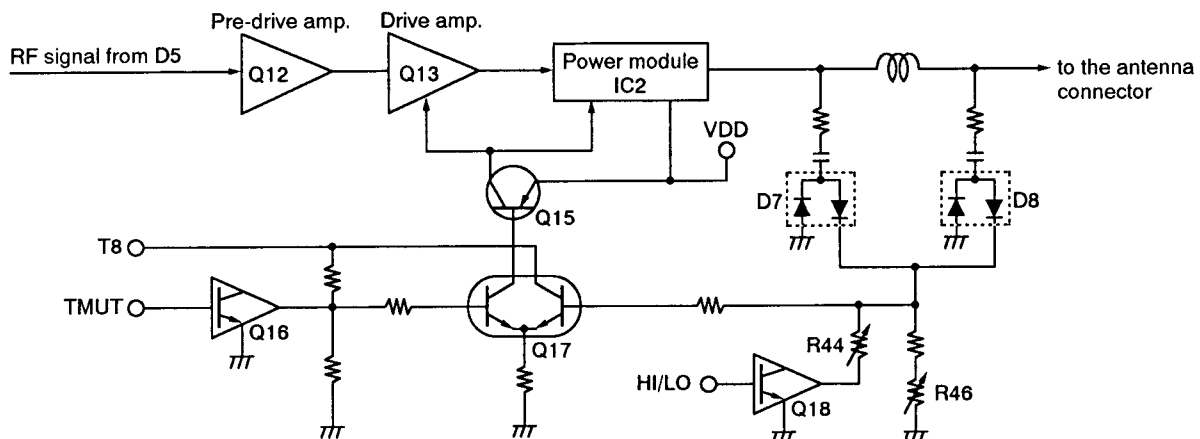 Pre-drive amp.
Drive amp.
RF signal from D5
Q12
Q13
Power module
IC2
to the antenna
connector
VDD
Q15
D7
D8
T8
TMUT
Q16
Q17
R44
HI/LO
Q18
R46